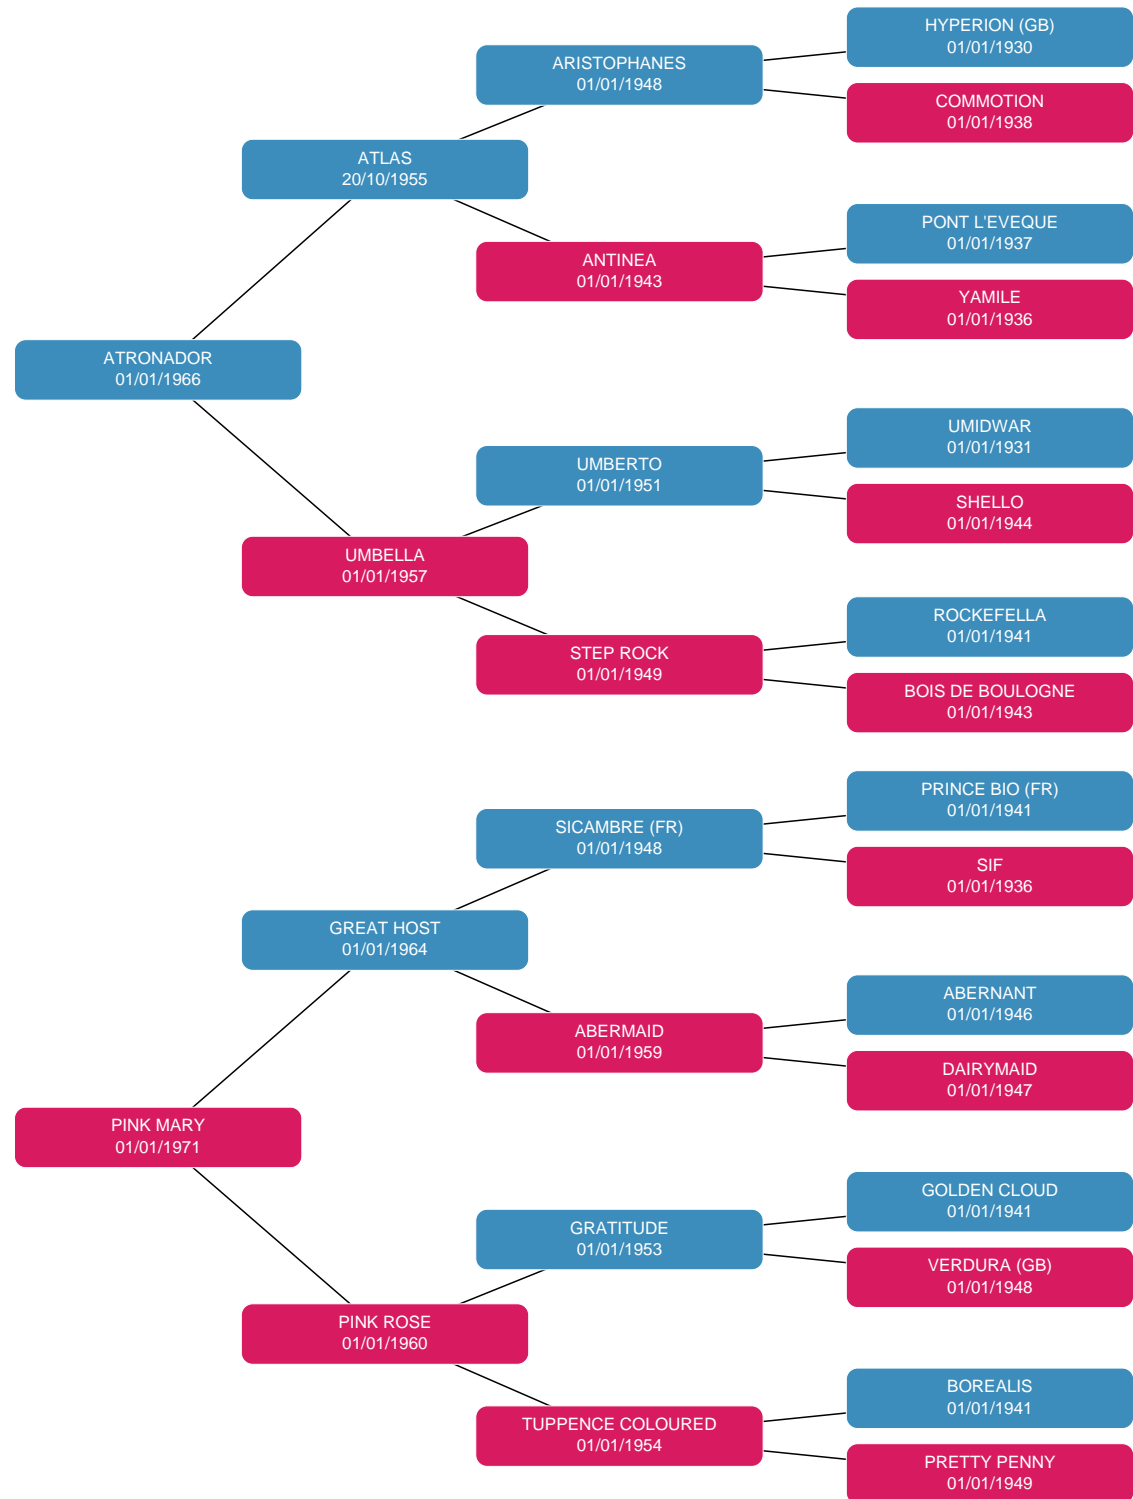 HYPERION (GB)
01/01/1930
ARISTOPHANES
01/01/1948
COMMOTION
01/01/1938
ATLAS
20/10/1955
PONT L'EVEQUE
01/01/1937
ANTINEA
01/01/1943
YAMILE
01/01/1936
ATRONADOR
01/01/1966
UMIDWAR
01/01/1931
UMBERTO
01/01/1951
SHELLO
01/01/1944
UMBELLA
01/01/1957
ROCKEFELLA
01/01/1941
STEP ROCK
01/01/1949
BOIS DE BOULOGNE
01/01/1943
PRINCE BIO (FR)
01/01/1941
SICAMBRE (FR)
01/01/1948
SIF
01/01/1936
GREAT HOST
01/01/1964
ABERNANT
01/01/1946
ABERMAID
01/01/1959
DAIRYMAID
01/01/1947
PINK MARY
01/01/1971
GOLDEN CLOUD
01/01/1941
GRATITUDE
01/01/1953
VERDURA (GB)
01/01/1948
PINK ROSE
01/01/1960
BOREALIS
01/01/1941
TUPPENCE COLOURED
01/01/1954
PRETTY PENNY
01/01/1949